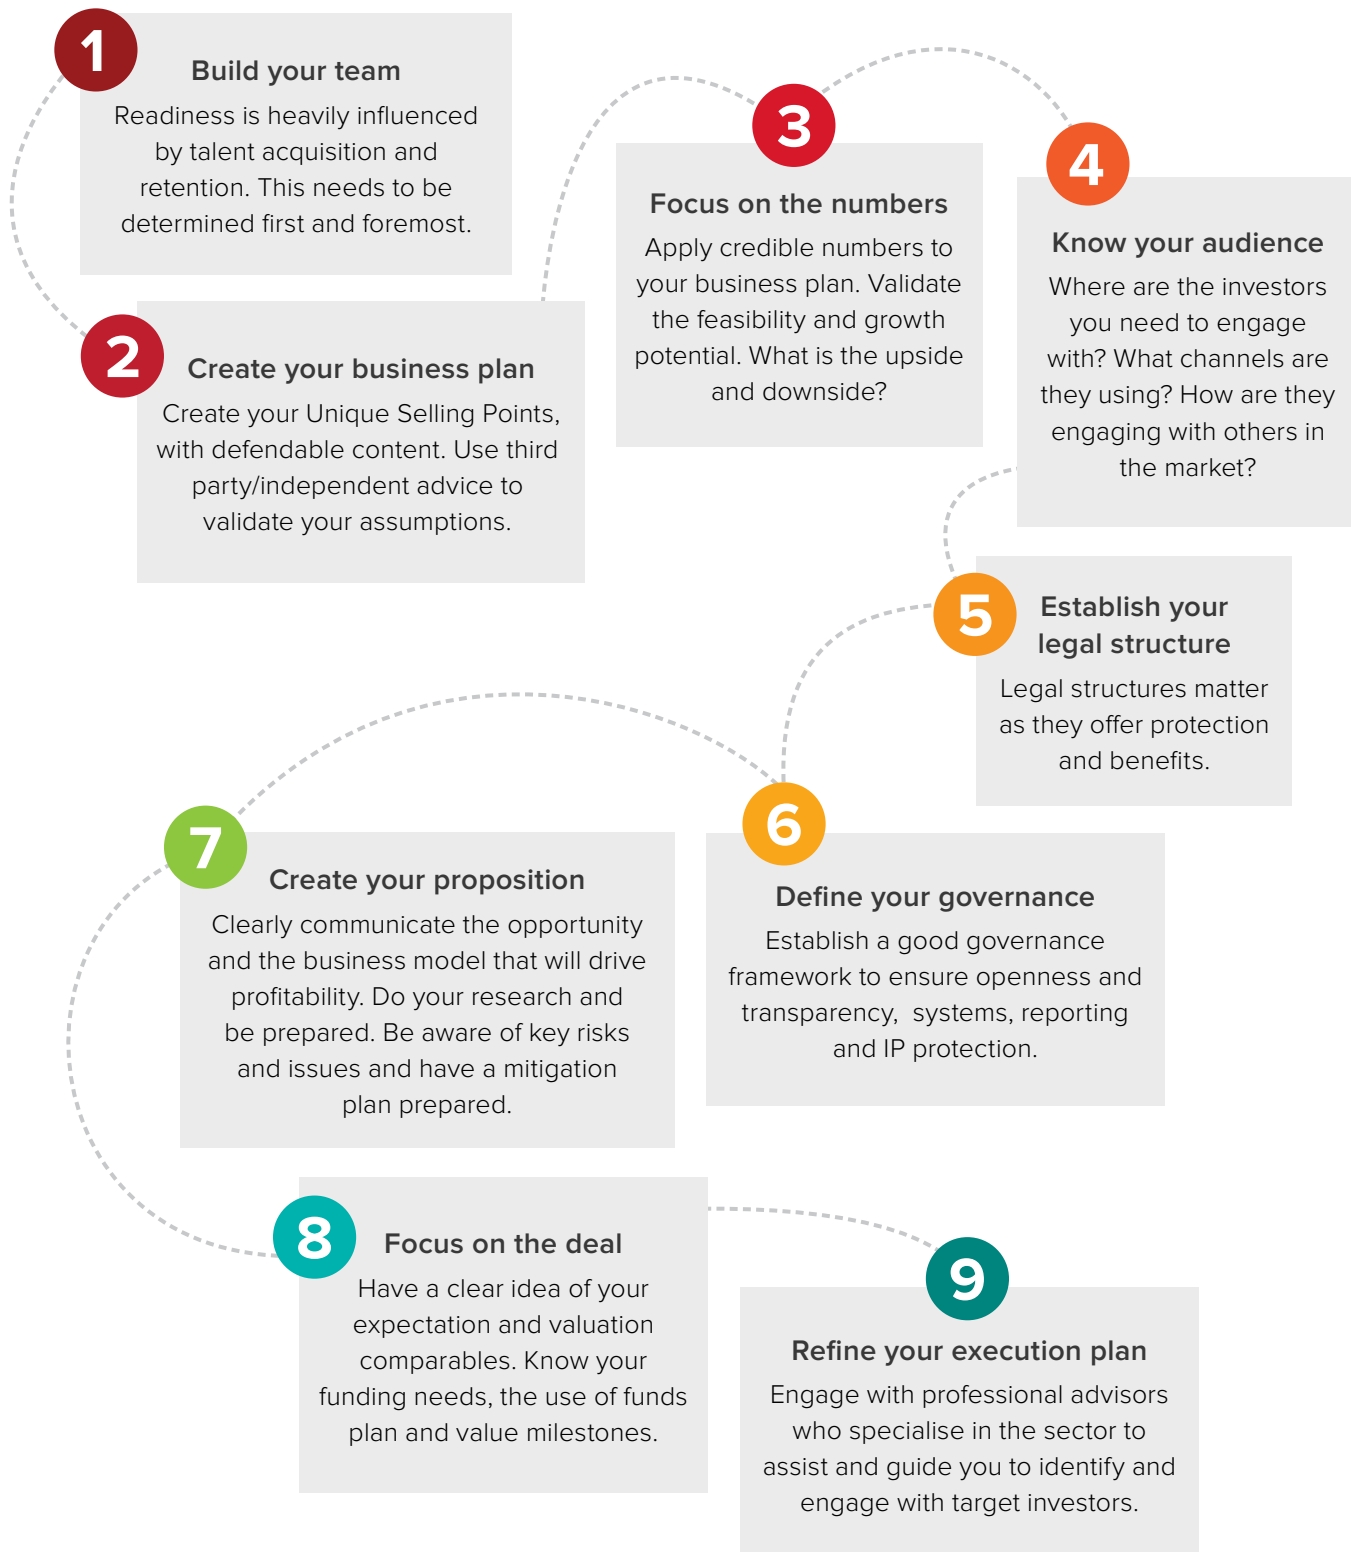 1
Build your team
Readiness is heavily influenced
by talent acquisition and
retention. This needs to be
determined first and foremost.
2
Create your business plan
Create your Unique Selling Points,
with defendable content. Use third
party/independent advice to
validate your assumptions.
3
Focus on the numbers
Apply credible numbers to
your business plan. Validate
the feasibility and growth
potential. What is the upside
and downside?
4
Know your audience
Where are the investors
you need to engage
with? What channels are
they using? How are they
engaging with others in
the market?
5
Establish your
legal structure
Legal structures matter
as they offer protection
and benefits.
6
Define your governance
Establish a good governance
framework to ensure openness and
transparency,  systems, reporting
and IP protection.
7
Create your proposition
Clearly communicate the opportunity
and the business model that will drive
profitability. Do your research and
be prepared. Be aware of key risks
and issues and have a mitigation
plan prepared.
8
Focus on the deal
Have a clear idea of your
expectation and valuation
comparables. Know your
funding needs, the use of funds
plan and value milestones.
9
Refine your execution plan
Engage with professional advisors
who specialise in the sector to
assist and guide you to identify and
engage with target investors.